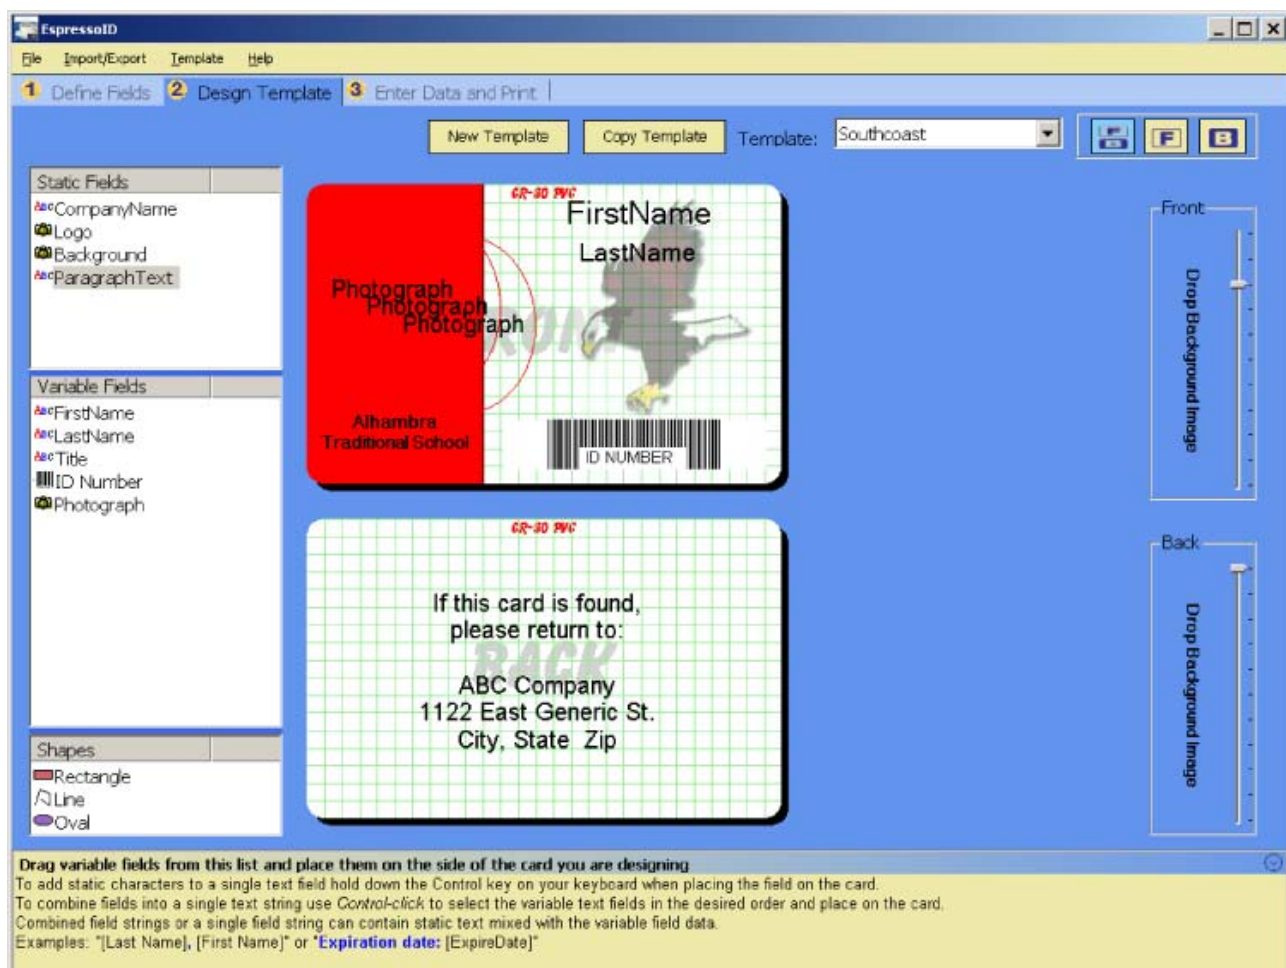 EspressoID
File Import/Export Template Help
1 Define Fields 2 Design Template 3 Enter Data and Print
New Template Copy Template Template: Southcoast F B F B
Static Fields
ABC CompanyName
Logo
Background
ABC ParagraphText
Variable Fields
ABC FirstName
ABC LastName
ABC Title
ID Number
Photograph
Shapes
Rectangle
Line
Oval
CR-80 PVC
FirstName
LastName
Photograph
Photograph
Photograph
FRONT
Alhambra
Traditional School
ID NUMBER
CR-80 PVC
If this card is found,
please return to:
BACK
ABC Company
1122 East Generic St.
City, State Zip
Front
Drop Background Image
Back
Drop Background Image
Drag variable fields from this list and place them on the side of the card you are designing
To add static characters to a single text field hold down the Control key on your keyboard when placing the field on the card.
To combine fields into a single text string use Control-click to select the variable text fields in the desired order and place on the card.
Combined field strings or a single field string can contain static text mixed with the variable field data.
Examples: "[Last Name], [First Name]" or "Expiration date: [ExpireDate]"